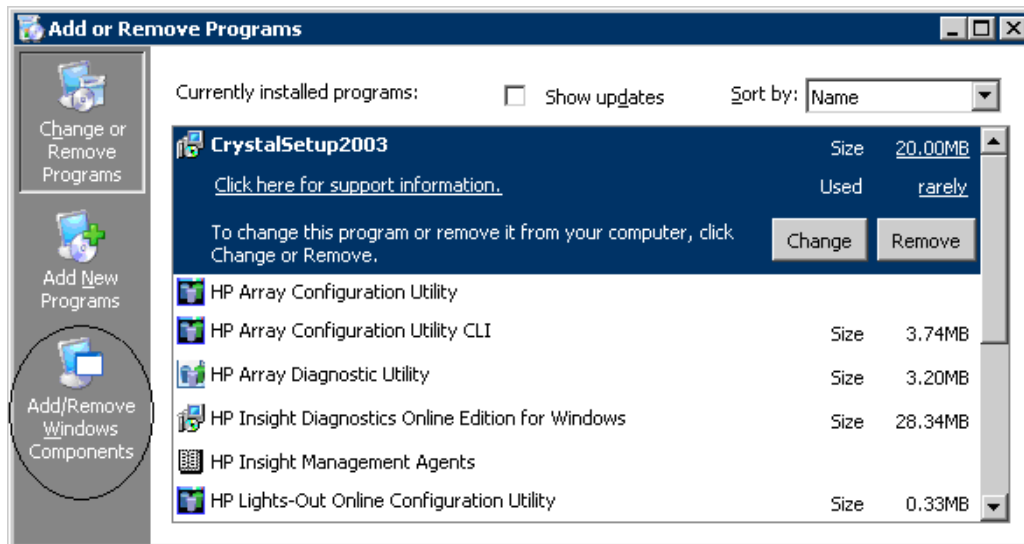 Add or Remove Programs
Change or
Remove
Programs
Add New
Programs
Add/Remove
Windows
Components
Currently installed programs:
Show updates
Sort by: Name
CrystalSetup2003 Size 20.00MB
Click here for support information. Used rarely
To change this program or remove it from your computer, click
Change or Remove.
Change Remove
HP Array Configuration Utility
HP Array Configuration Utility CLI Size 3.74MB
HP Array Diagnostic Utility Size 3.20MB
HP Insight Diagnostics Online Edition for Windows Size 28.34MB
HP Insight Management Agents
HP Lights-Out Online Configuration Utility Size 0.33MB